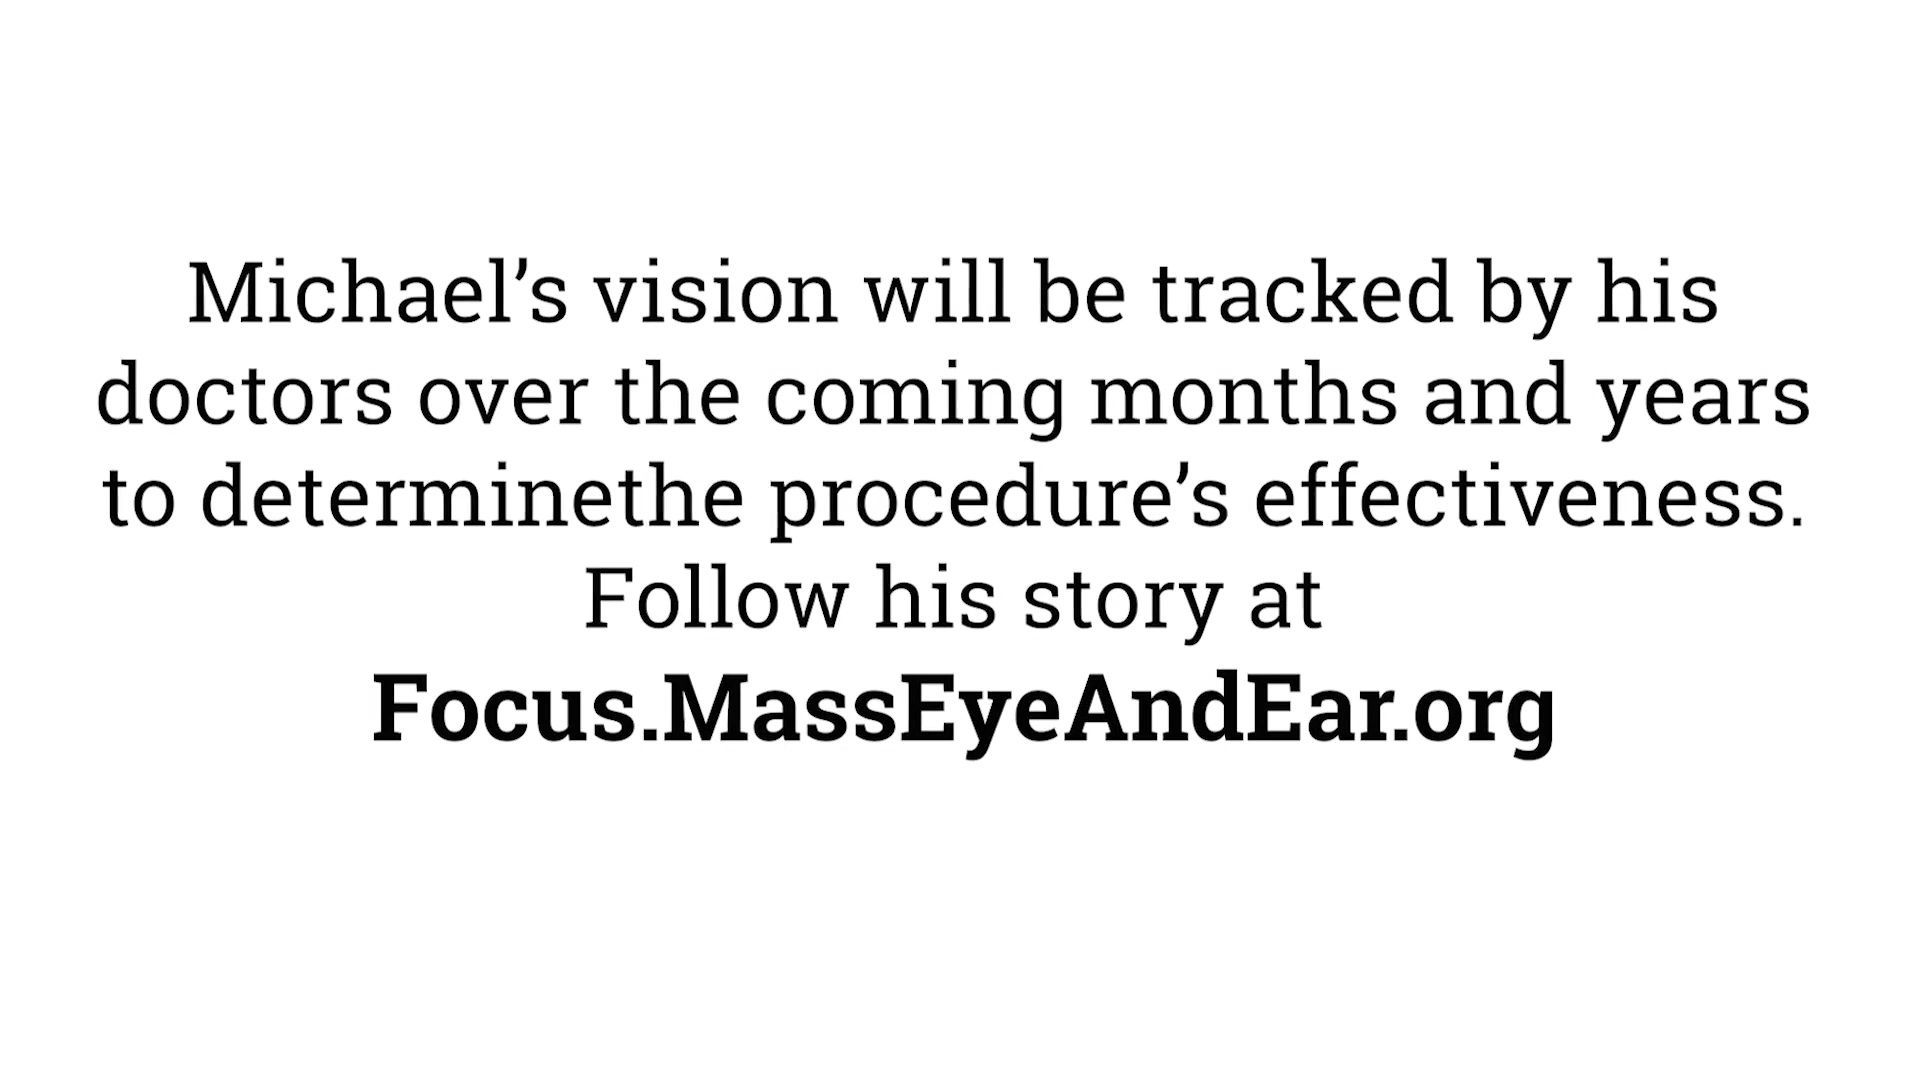 Michael’s vision will be tracked by his
doctors over the coming months and years
to determinethe procedure’s effectiveness.
Follow his story at
Focus.MassEyeAndEar.org